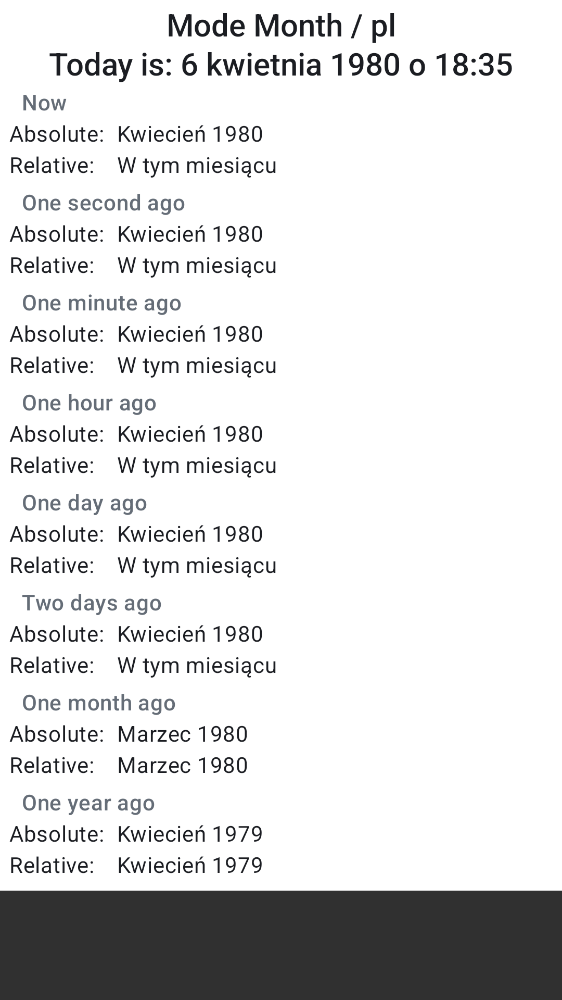 Mode Month / pl
Today is: 6 kwietnia 1980 o 18:35
Now
Absolute: Kwiecień 1980
Relative: W tym miesiącu
One second ago
Absolute: Kwiecień 1980
Relative: W tym miesiącu
One minute ago
Absolute: Kwiecień 1980
Relative: W tym miesiącu
One hour ago
Absolute: Kwiecień 1980
Relative: W tym miesiącu
One day ago
Absolute: Kwiecień 1980
Relative: W tym miesiącu
Two days ago
Absolute: Kwiecień 1980
Relative: W tym miesiącu
One month ago
Absolute: Marzec 1980
Relative: Marzec 1980
One year ago
Absolute: Kwiecień 1979
Relative: Kwiecień 1979